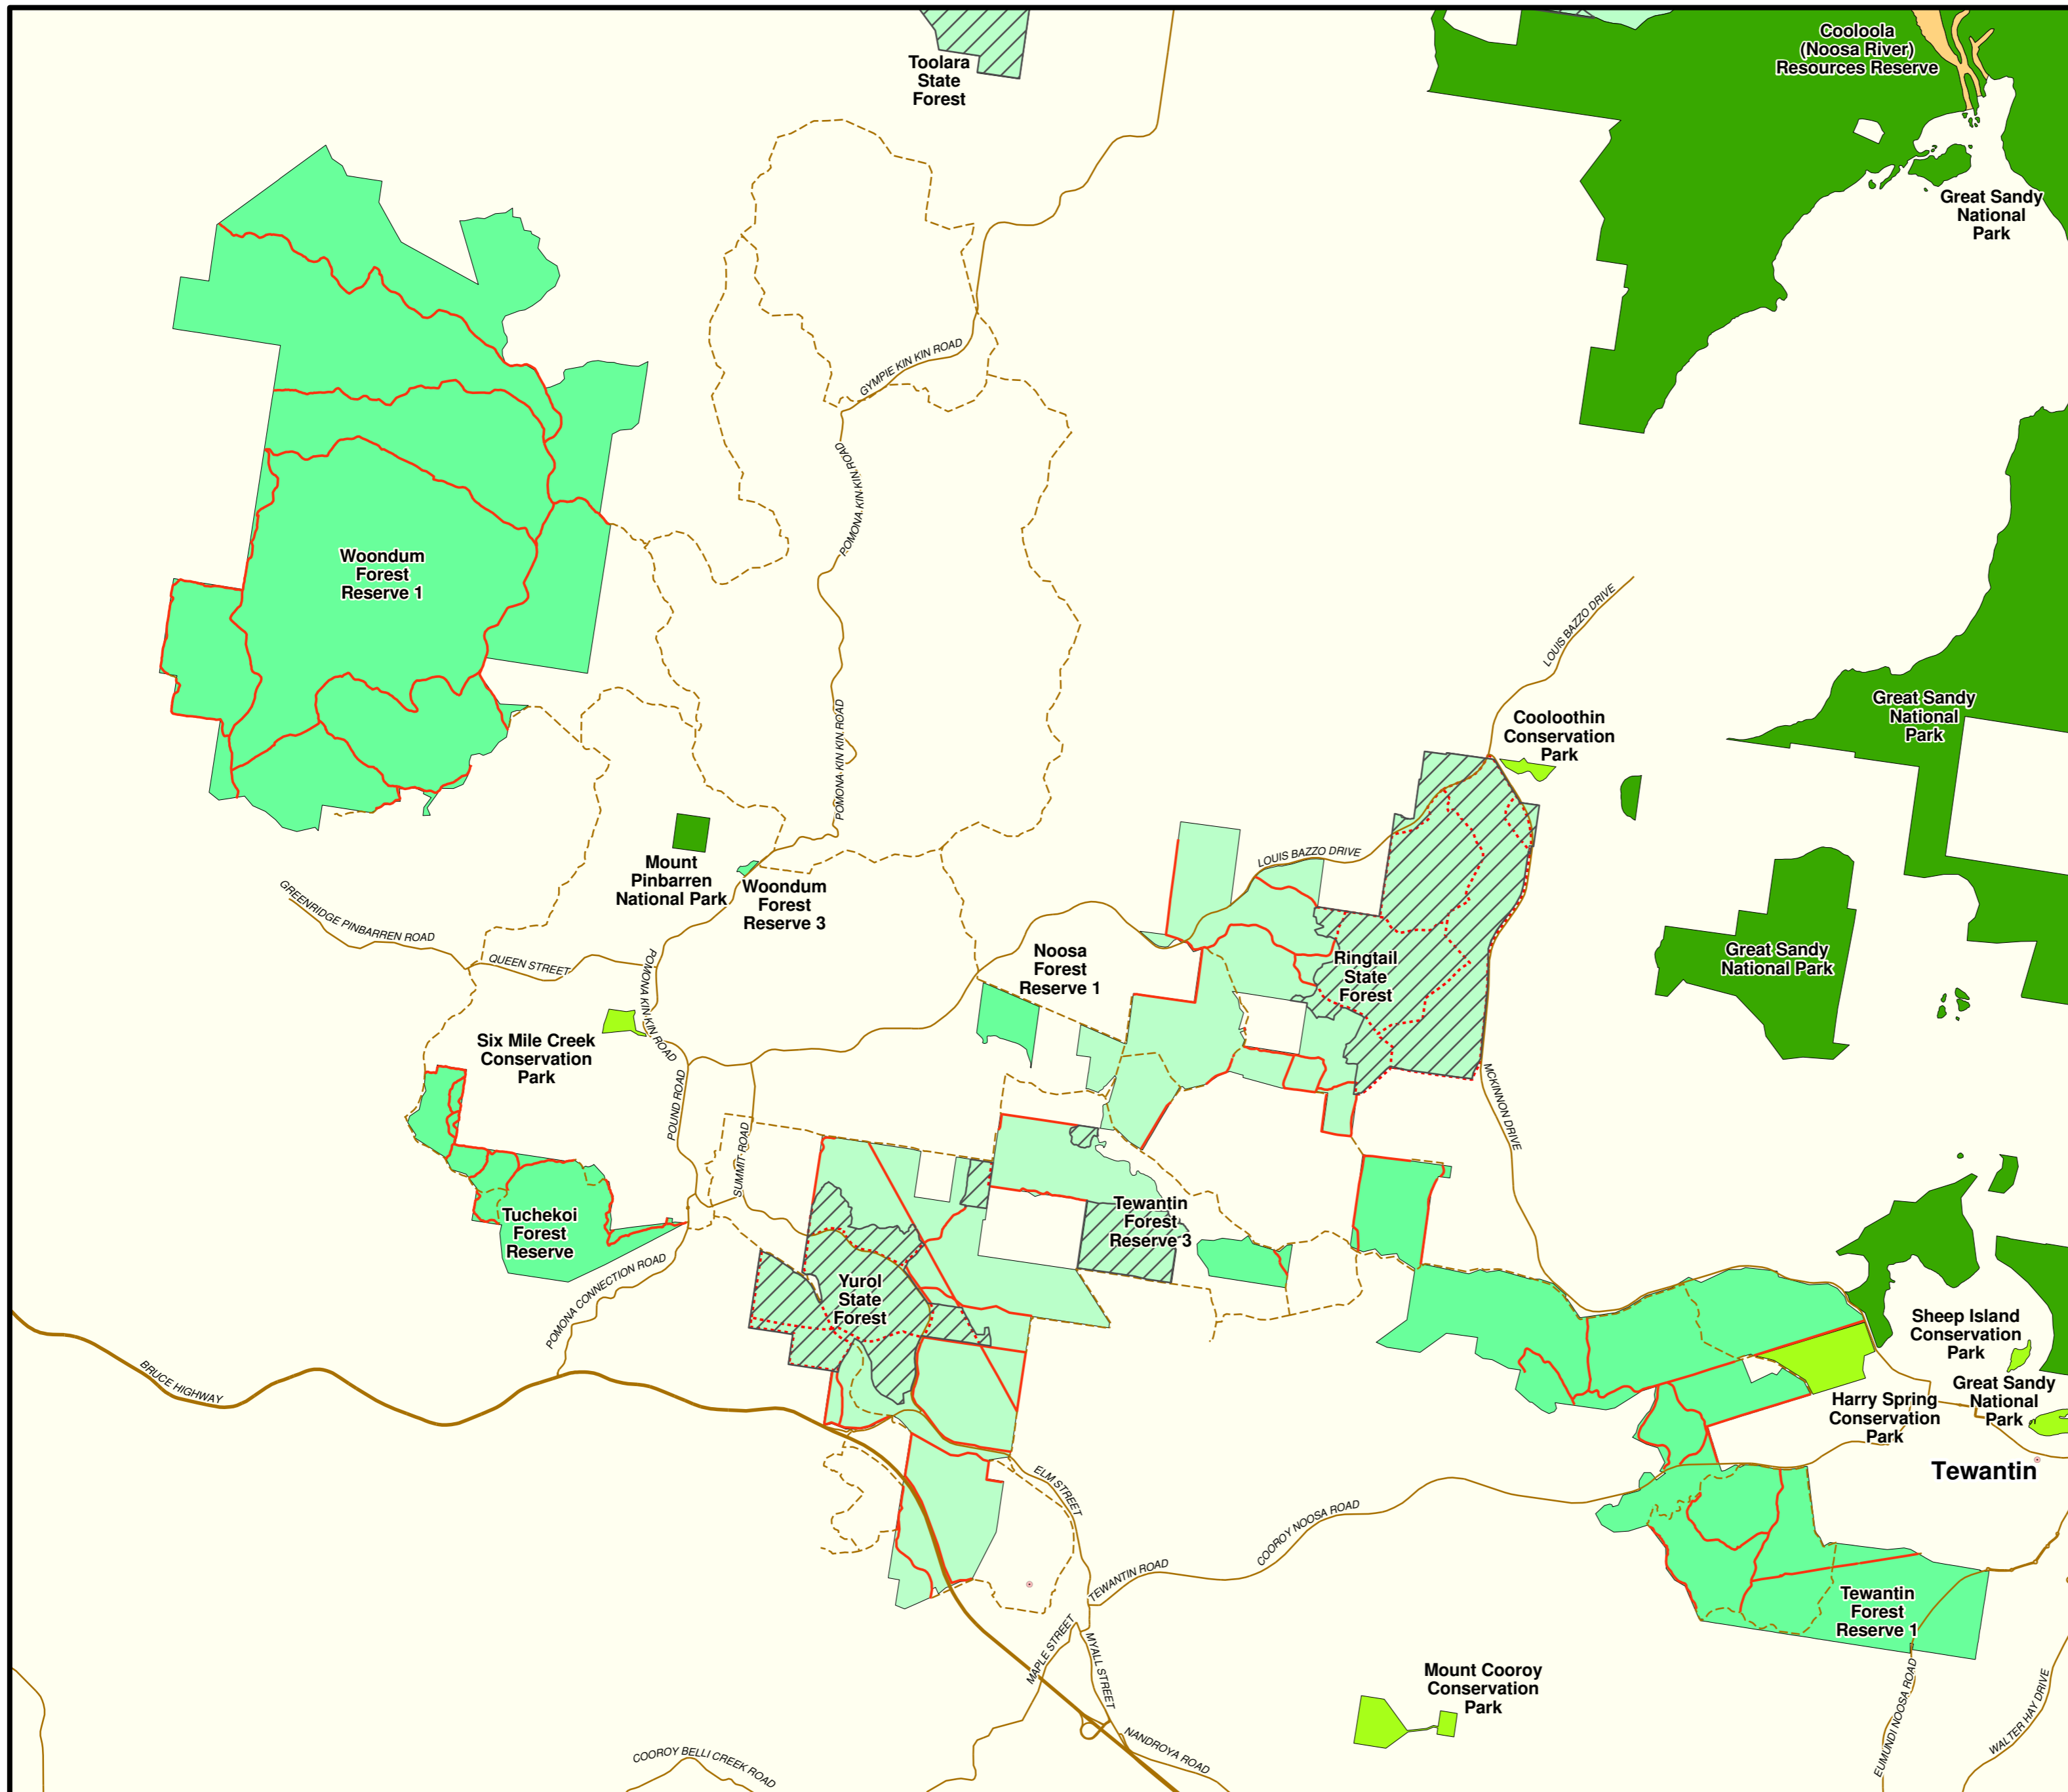 Toolara
State
Forest
Cooloola
(Noosa River)
Resources Reserve
Great Sandy
National
Park
GYMPIE KIN KIN ROAD
POMONA KIN KIN ROAD
Woondum
Forest
Reserve 1
LOUIS BAZZO DRIVE
Great Sandy
National
Park
Cooloothin
Conservation
Park
POMONA KIN KIN ROAD
LOUIS BAZZO DRIVE
Mount
Pinbarren
National Park
Woondum
Forest
Reserve 3
GREENRIDGE PINBARREN ROAD
QUEEN STREET
POMONA KIN KIN ROAD
Noosa
Forest
Reserve 1
Ringtail
State
Forest
Great Sandy
National Park
Six Mile Creek
Conservation
Park
POUND ROAD
SUMMIT ROAD
MCKINNON DRIVE
Tuchekoi
Forest
Reserve
Tewantin
Forest
Reserve 3
POMONA CONNECTION ROAD
Yurol
State
Forest
BRUCE HIGHWAY
Sheep Island
Conservation
Park
Great Sandy
National
Park
Harry Spring
Conservation
Park
Tewantin
ELM STREET
COOROY NOOSA ROAD
TEWANTIN ROAD
Tewantin
Forest
Reserve 1
MAPLE STREET
MYALL STREET
Mount Cooroy
Conservation
Park
EUMUNDI NOOSA ROAD
WALTER HAY DRIVE
NANDROYA ROAD
COOROY BELLI CREEK ROAD